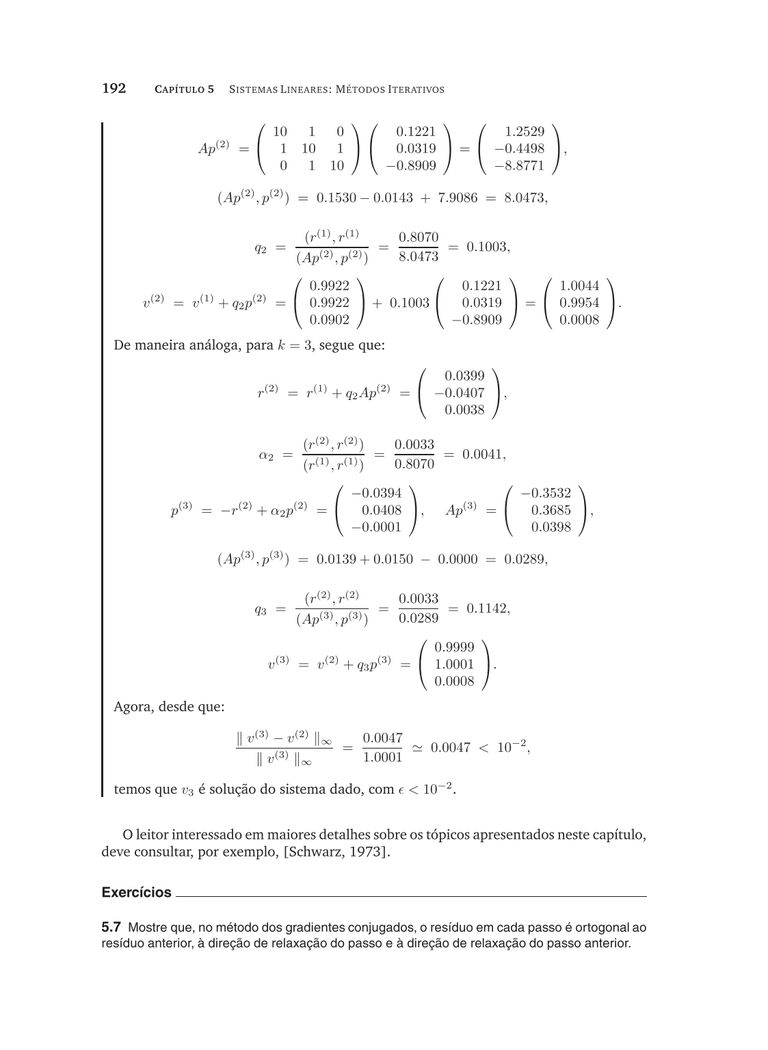 192 CAPÍTULO 5 SISTEMAS LINEARES: MÉTODOS ITERATIVOS
Ap^{(2)} = \begin{pmatrix} 10 & 1 & 0 \\ 1 & 10 & 1 \\ 0 & 1 & 10 \end{pmatrix} \begin{pmatrix} 0.1221 \\ 0.0319 \\ -0.8909 \end{pmatrix} = \begin{pmatrix} 1.2529 \\ -0.4498 \\ -8.8771 \end{pmatrix},
(Ap^{(2)}, p^{(2)}) = 0.1530 - 0.0143 + 7.9086 = 8.0473,
q_2 = \frac{(r^{(1)}, r^{(1)}}{(Ap^{(2)}, p^{(2)})} = \frac{0.8070}{8.0473} = 0.1003,
v^{(2)} = v^{(1)} + q_2 p^{(2)} = \begin{pmatrix} 0.9922 \\ 0.9922 \\ 0.0902 \end{pmatrix} + 0.1003 \begin{pmatrix} 0.1221 \\ 0.0319 \\ -0.8909 \end{pmatrix} = \begin{pmatrix} 1.0044 \\ 0.9954 \\ 0.0008 \end{pmatrix}.
De maneira análoga, para k = 3, segue que:
r^{(2)} = r^{(1)} + q_2 Ap^{(2)} = \begin{pmatrix} 0.0399 \\ -0.0407 \\ 0.0038 \end{pmatrix},
α_2 = \frac{(r^{(2)}, r^{(2)})}{(r^{(1)}, r^{(1)})} = \frac{0.0033}{0.8070} = 0.0041,
p^{(3)} = -r^{(2)} + α_2 p^{(2)} = \begin{pmatrix} -0.0394 \\ 0.0408 \\ -0.0001 \end{pmatrix}, Ap^{(3)} = \begin{pmatrix} -0.3532 \\ 0.3685 \\ 0.0398 \end{pmatrix},
(Ap^{(3)}, p^{(3)}) = 0.0139 + 0.0150 - 0.0000 = 0.0289,
q_3 = \frac{(r^{(2)}, r^{(2)}}{(Ap^{(3)}, p^{(3)})} = \frac{0.0033}{0.0289} = 0.1142,
v^{(3)} = v^{(2)} + q_3 p^{(3)} = \begin{pmatrix} 0.9999 \\ 1.0001 \\ 0.0008 \end{pmatrix}.
Agora, desde que:
\frac{‖ v^{(3)} - v^{(2)} ‖_∞}{‖ v^{(3)} ‖_∞} = \frac{0.0047}{1.0001} ≃ 0.0047 < 10^{-2},
temos que v_3 é solução do sistema dado, com ϵ < 10^{-2}.
O leitor interessado em maiores detalhes sobre os tópicos apresentados neste capítulo,
deve consultar, por exemplo, [Schwarz, 1973].
Exercícios
5.7 Mostre que, no método dos gradientes conjugados, o resíduo em cada passo é ortogonal ao
resíduo anterior, à direção de relaxação do passo e à direção de relaxação do passo anterior.